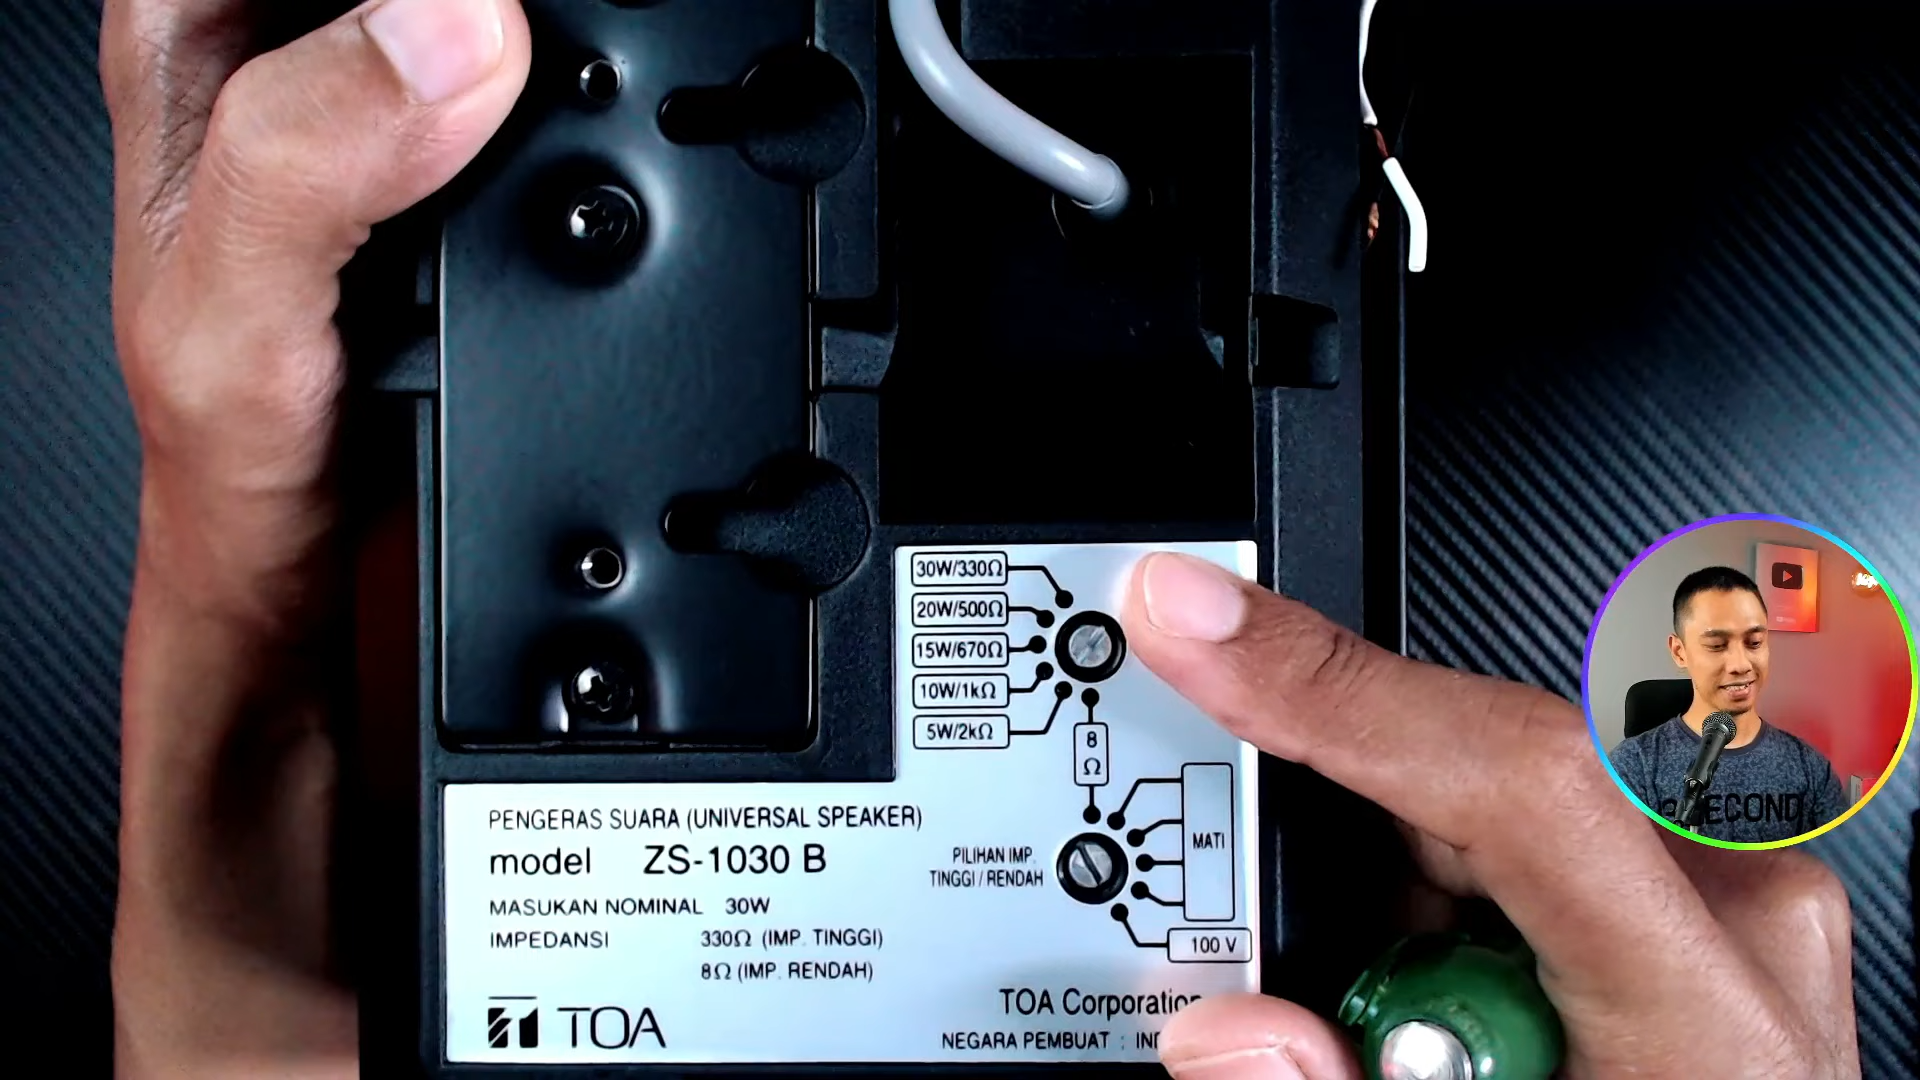 30W/330Ω
20W/500Ω
15W/670Ω
10W/1kΩ
5W/2kΩ
8
Ω
MATI
PILIHAN IMP.
TINGGI / RENDAH
100 V
PENGERAS SUARA (UNIVERSAL SPEAKER)
model ZS-1030 B
MASUKAN NOMINAL 30W
IMPEDANSI 330Ω (IMP. TINGGI)
8Ω (IMP. RENDAH)
TOA
TOA Corporation
NEGARA PEMBUAT :
ECOND